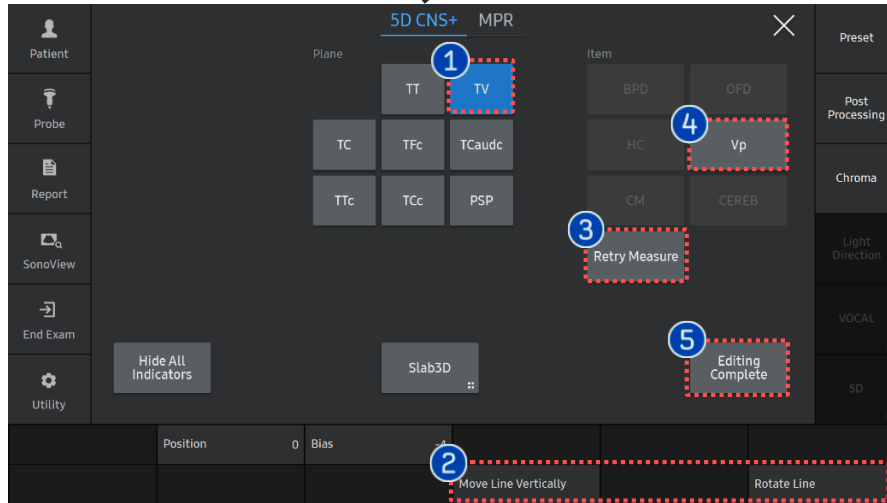 5D CNS+ MPR
Patient
Probe
Report
SonoView
End Exam
Utility
Plane
1
TT
TV
TC
TFc
TCaudc
TTc
TCc
PSP
Item
BPD
OFD
4
HC
Vp
CM
CEREB
3
Retry Measure
Hide All
Indicators
Slab3D
5
Editing
Complete
Preset
Post
Processing
Chroma
Light
Direction
VOCAL
5D
Position 0
Bias -4
2
Move Line Vertically
Rotate Line